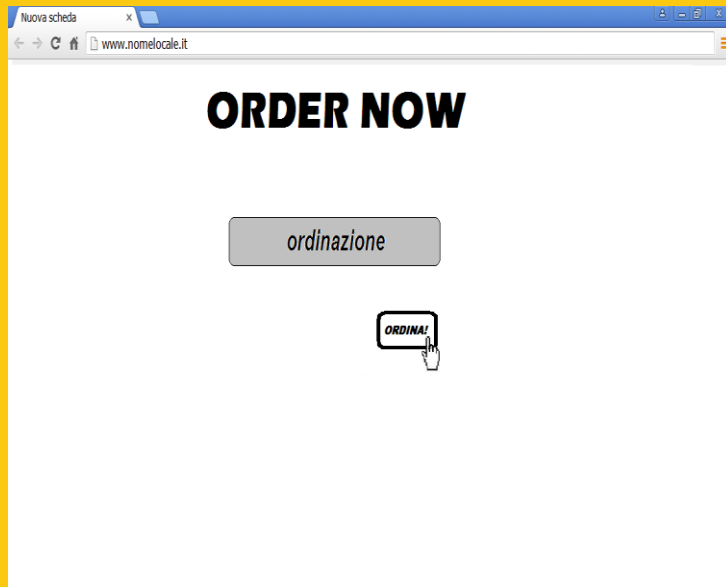 Nuova scheda
www.nomelocale.it
ORDER NOW
ordinazione
ORDINA!